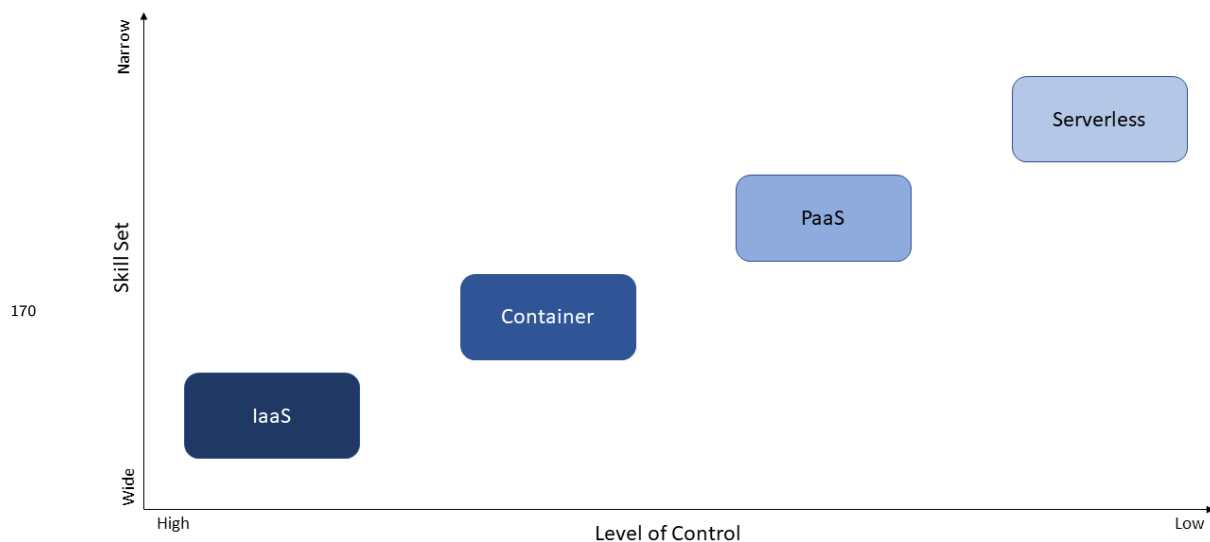 Narrow
Serverless
PaaS
Skill Set
170
Container
IaaS
Wide
High
Level of Control
Low